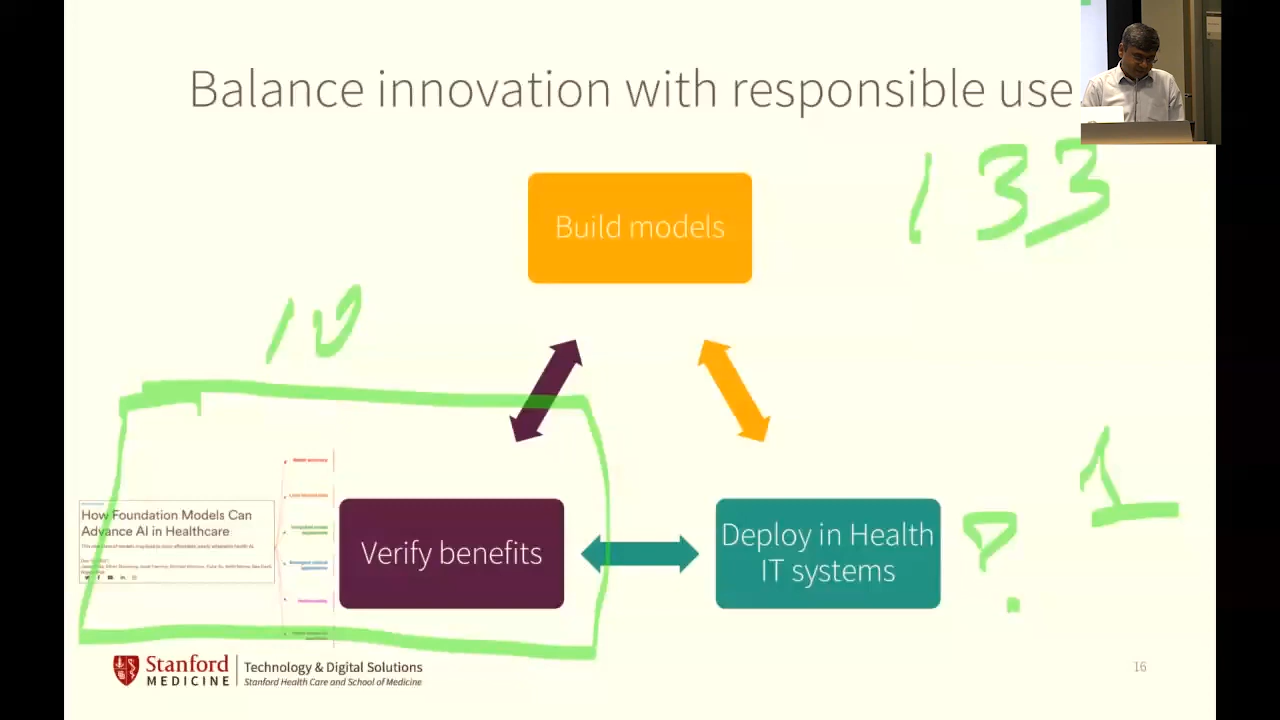 Balance innovation with responsible use
133
Build models
10
1
How Foundation Models Can
Advance AI in Healthcare
Verify benefits
Deploy in Health
IT systems
?
Stanford
MEDICINE
Technology & Digital Solutions
Stanford Health Care and School of Medicine
16